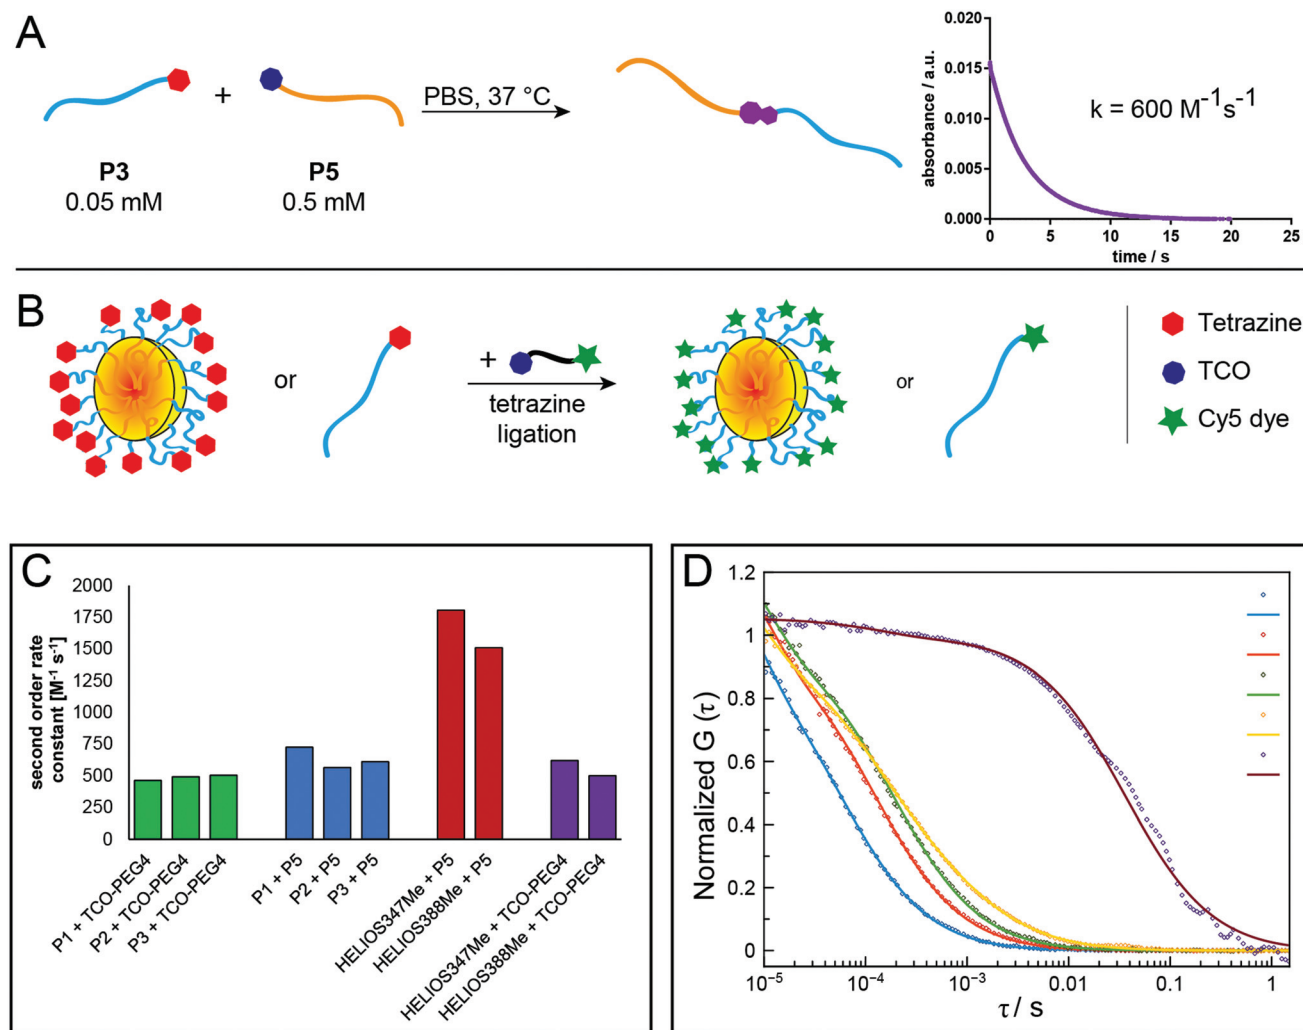 A
P3
0.05 mM
+
P5
0.5 mM
PBS, 37 °C
absorbance / a.u.
0.020
0.015
0.010
0.005
0.000
0 5 10 15 20 25
time / s
k = 600 M⁻¹s⁻¹
B
or
+
tetrazine
ligation
or
Tetrazine
TCO
Cy5 dye
C
second order rate
constant [M⁻¹ s⁻¹]
2000
1750
1500
1250
1000
750
500
250
0
P1 + TCO-PEG4
P2 + TCO-PEG4
P3 + TCO-PEG4
P1 + P5
P2 + P5
P3 + P5
HELIOS347Me + P5
HELIOS388Me + P5
HELIOS347Me + TCO-PEG4
HELIOS388Me + TCO-PEG4
D
Normalized G (τ)
1.2
1
0.8
0.6
0.4
0.2
0
10⁻⁵ 10⁻⁴ 10⁻³ 0.01 0.1 1
τ / s